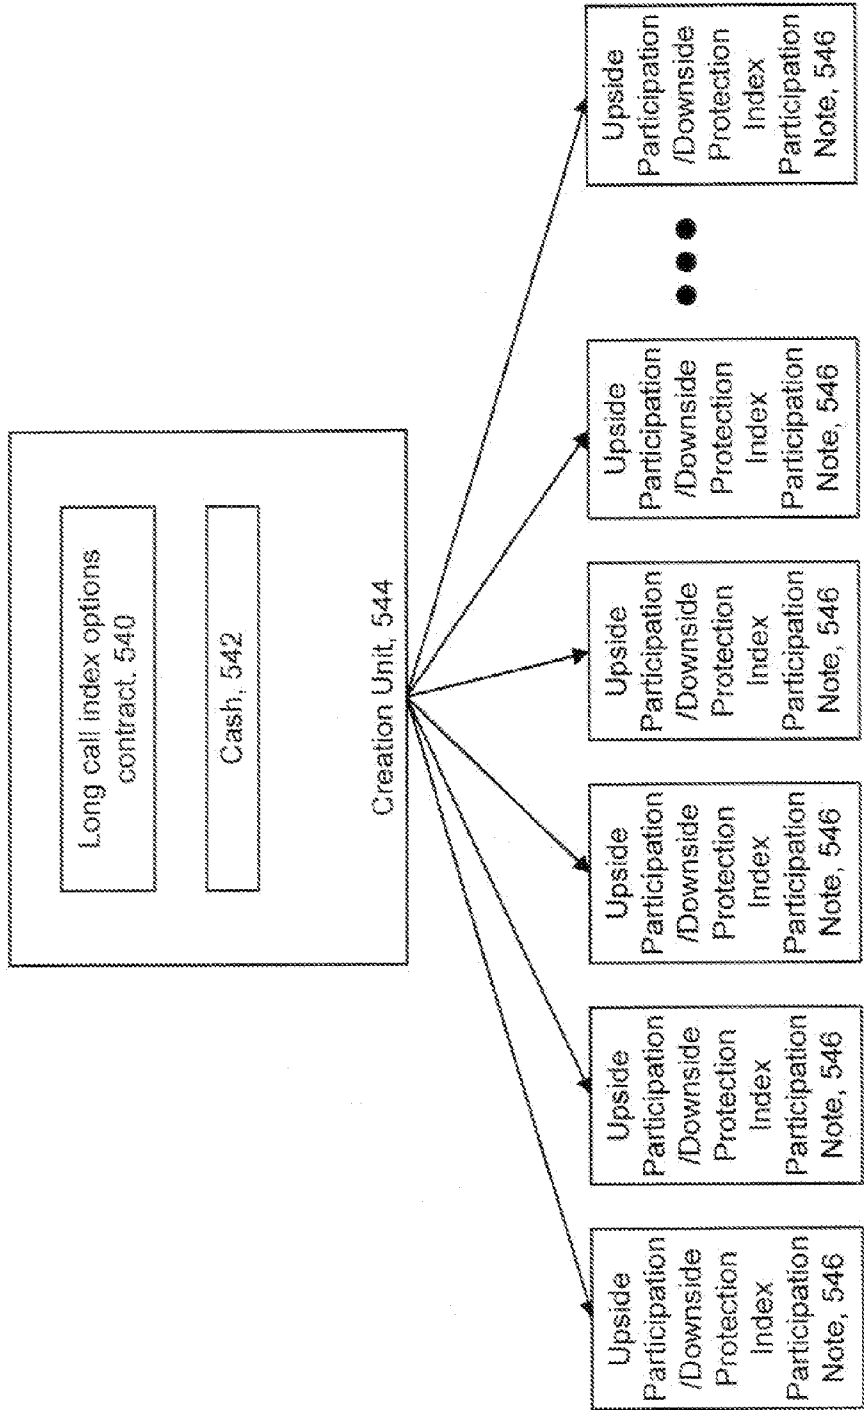 Long call index options
contract. 540
Cash, 542
Creation Unit, 544
Upside
Participation
/Downside
Protection
Index
Participation
Note, 546
Upside
Participation
/Downside
Protection
Index
Participation
Note, 546
Upside
Participation
/Downside
Protection
Index
Participation
Note, 546
Upside
Participation
/Downside
Protection
Index
Participation
Note, 546
Upside
Participation
/Downside
Protection
Index
Participation
Note, 546
Upside
Participation
/Downside
Protection
Index
Participation
Note, 546